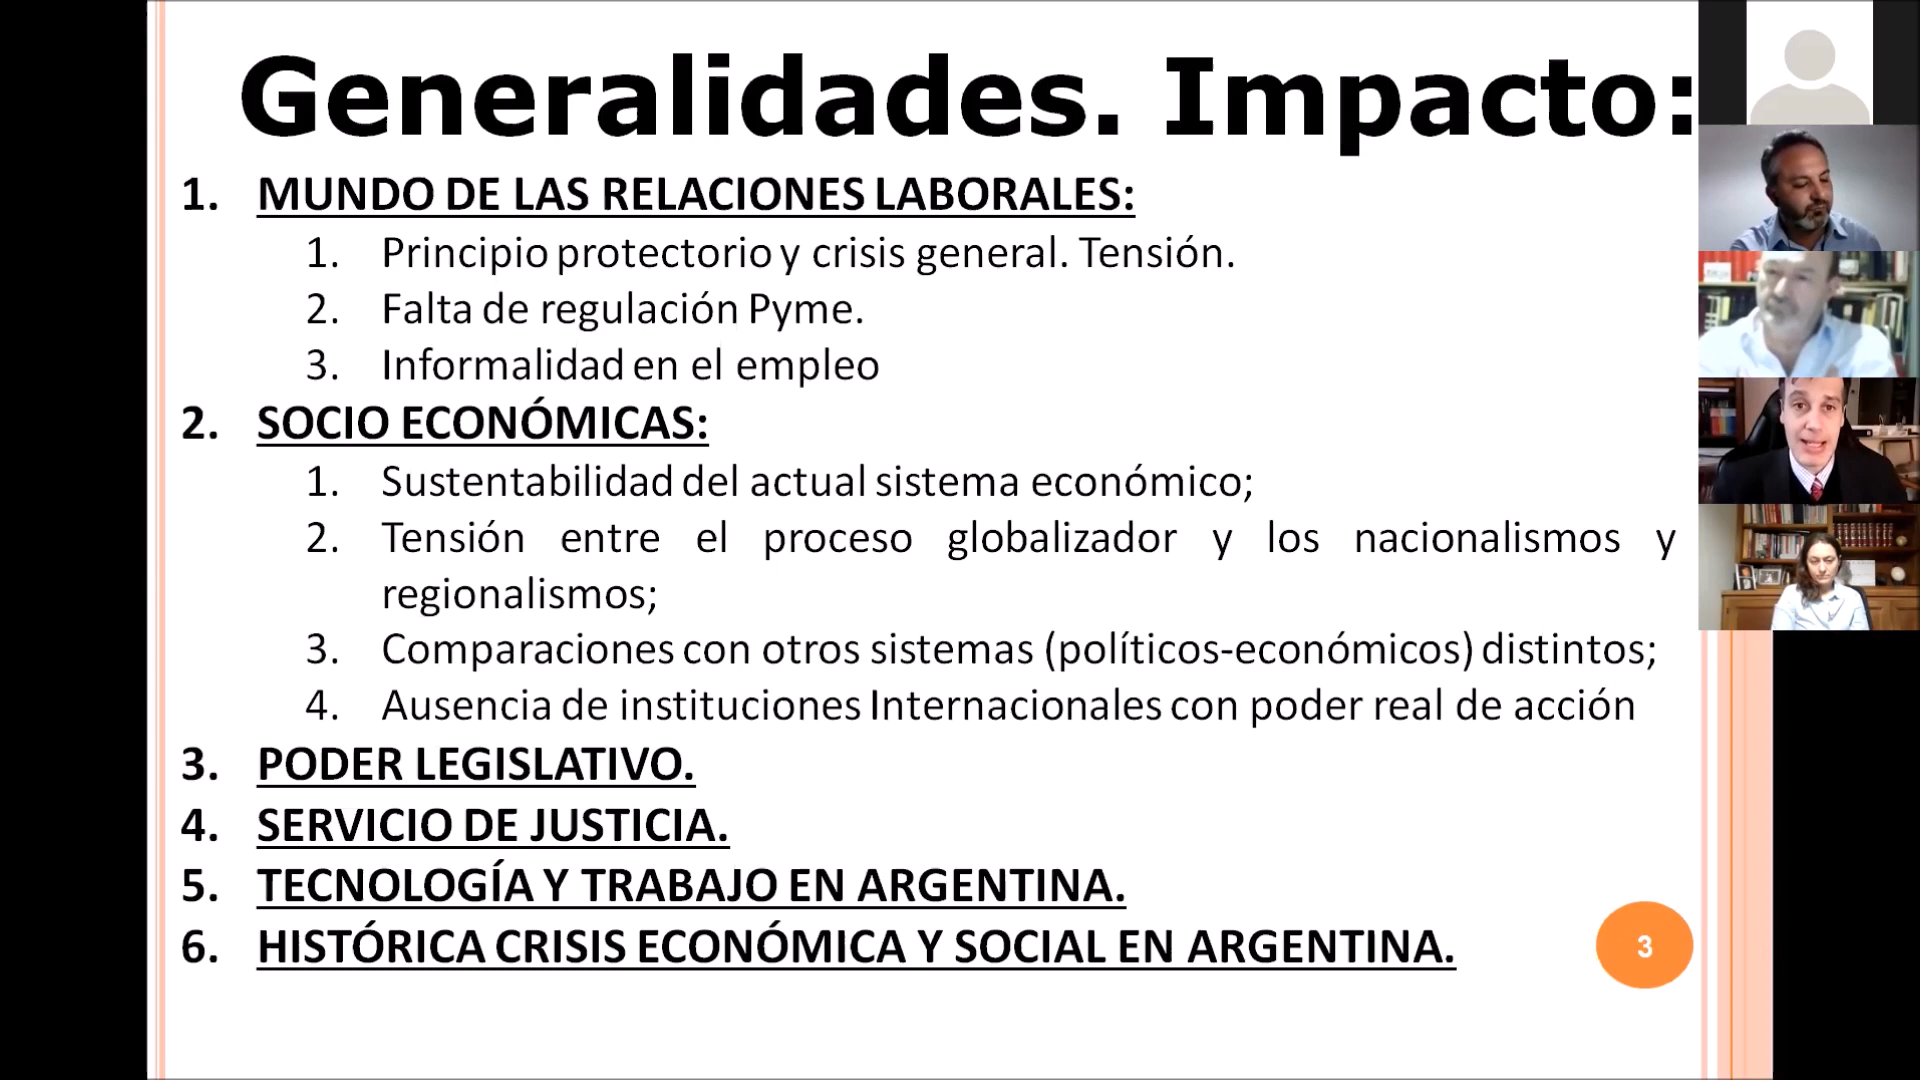 Generalidades. Impacto:
1. MUNDO DE LAS RELACIONES LABORALES:
1. Principio protectorio y crisis general. Tensión.
2. Falta de regulación Pyme.
3. Informalidad en el empleo
2. SOCIO ECONÓMICAS:
1. Sustentabilidad del actual sistema económico;
2. Tensión entre el proceso globalizador y los nacionalismos y
regionalismos;
3. Comparaciones con otros sistemas (políticos-económicos) distintos;
4. Ausencia de instituciones Internacionales con poder real de acción
3. PODER LEGISLATIVO.
4. SERVICIO DE JUSTICIA.
5. TECNOLOGÍA Y TRABAJO EN ARGENTINA.
6. HISTÓRICA CRISIS ECONÓMICA Y SOCIAL EN ARGENTINA.
3